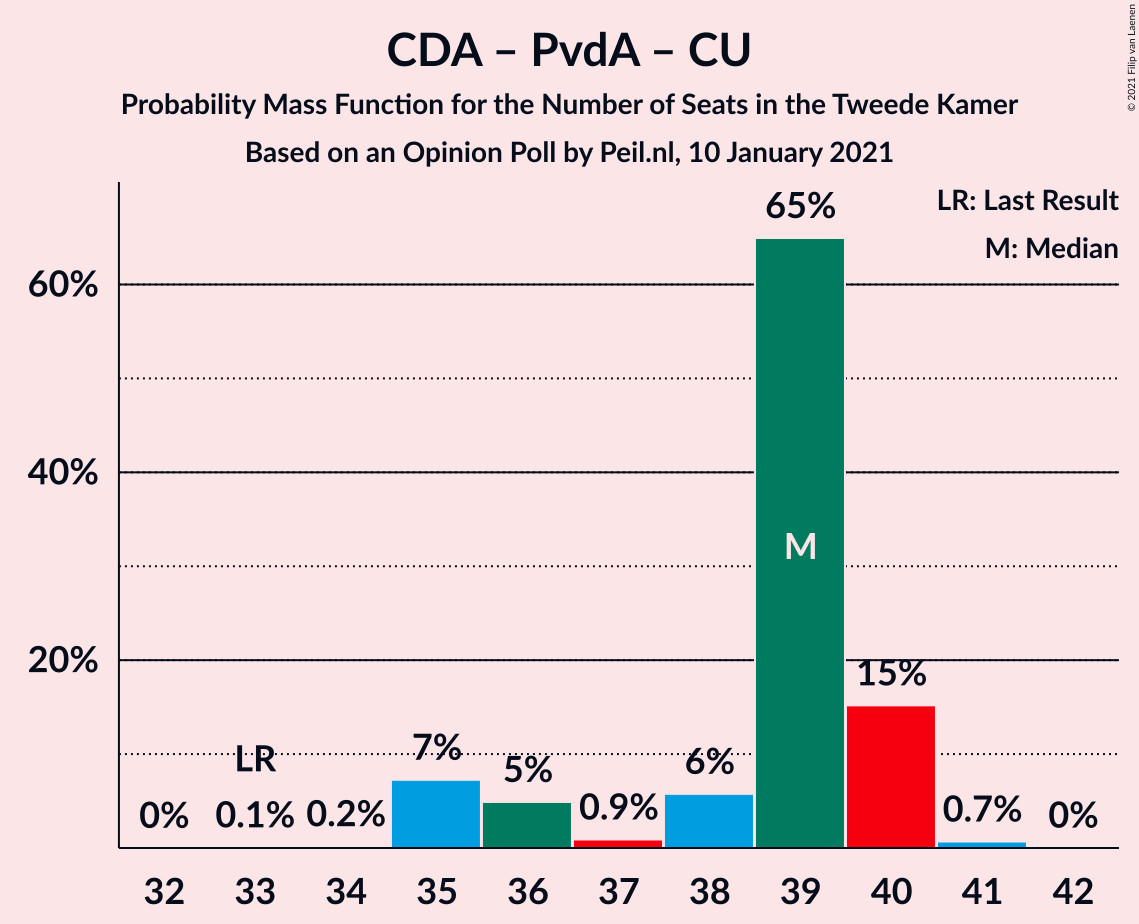 CDA – PvdA – CU
Probability Mass Function for the Number of Seats in the Tweede Kamer
Based on an Opinion Poll by Peil.nl, 10 January 2021
© 2021 Filip van Laenen
LR: Last Result
M: Median
65%
60%
M
40%
20%
15%
LR
7%
5%
6%
0%
0.1%
0.2%
0.9%
0.7%
0%
32 33 34 35 36 37 38 39 40 41 42